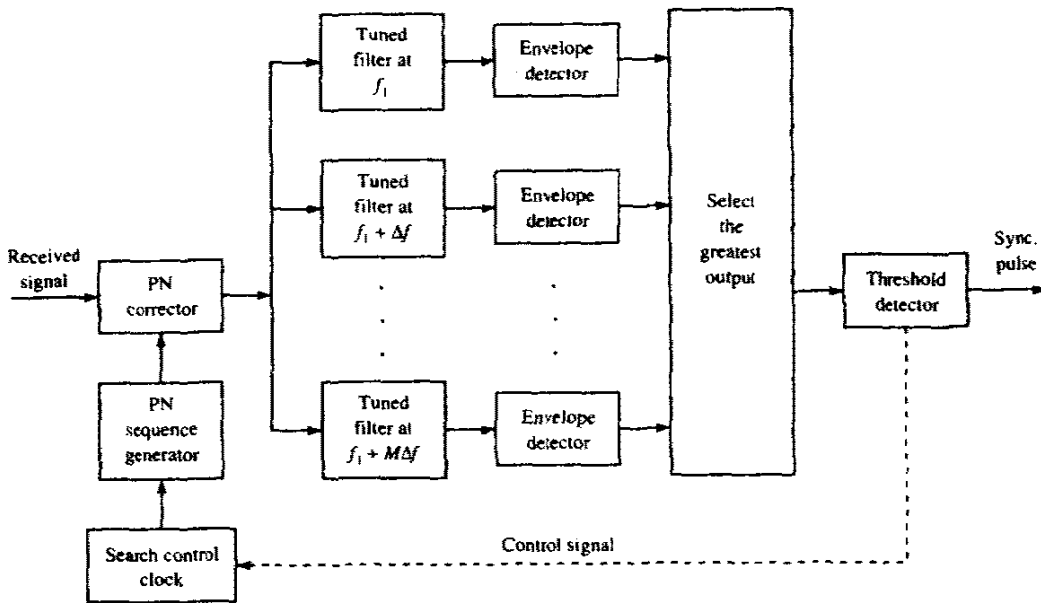 Tuned
filter at
f₁
Envelope
detector
Tuned
filter at
f₁ + Δf
Envelope
detector
Select
the
greatest
output
Received
signal
PN
corrector
Threshold
detector
Sync.
pulse
PN
sequence
generator
Tuned
filter at
f₁ + MΔf
Envelope
detector
Search control
clock
Control signal